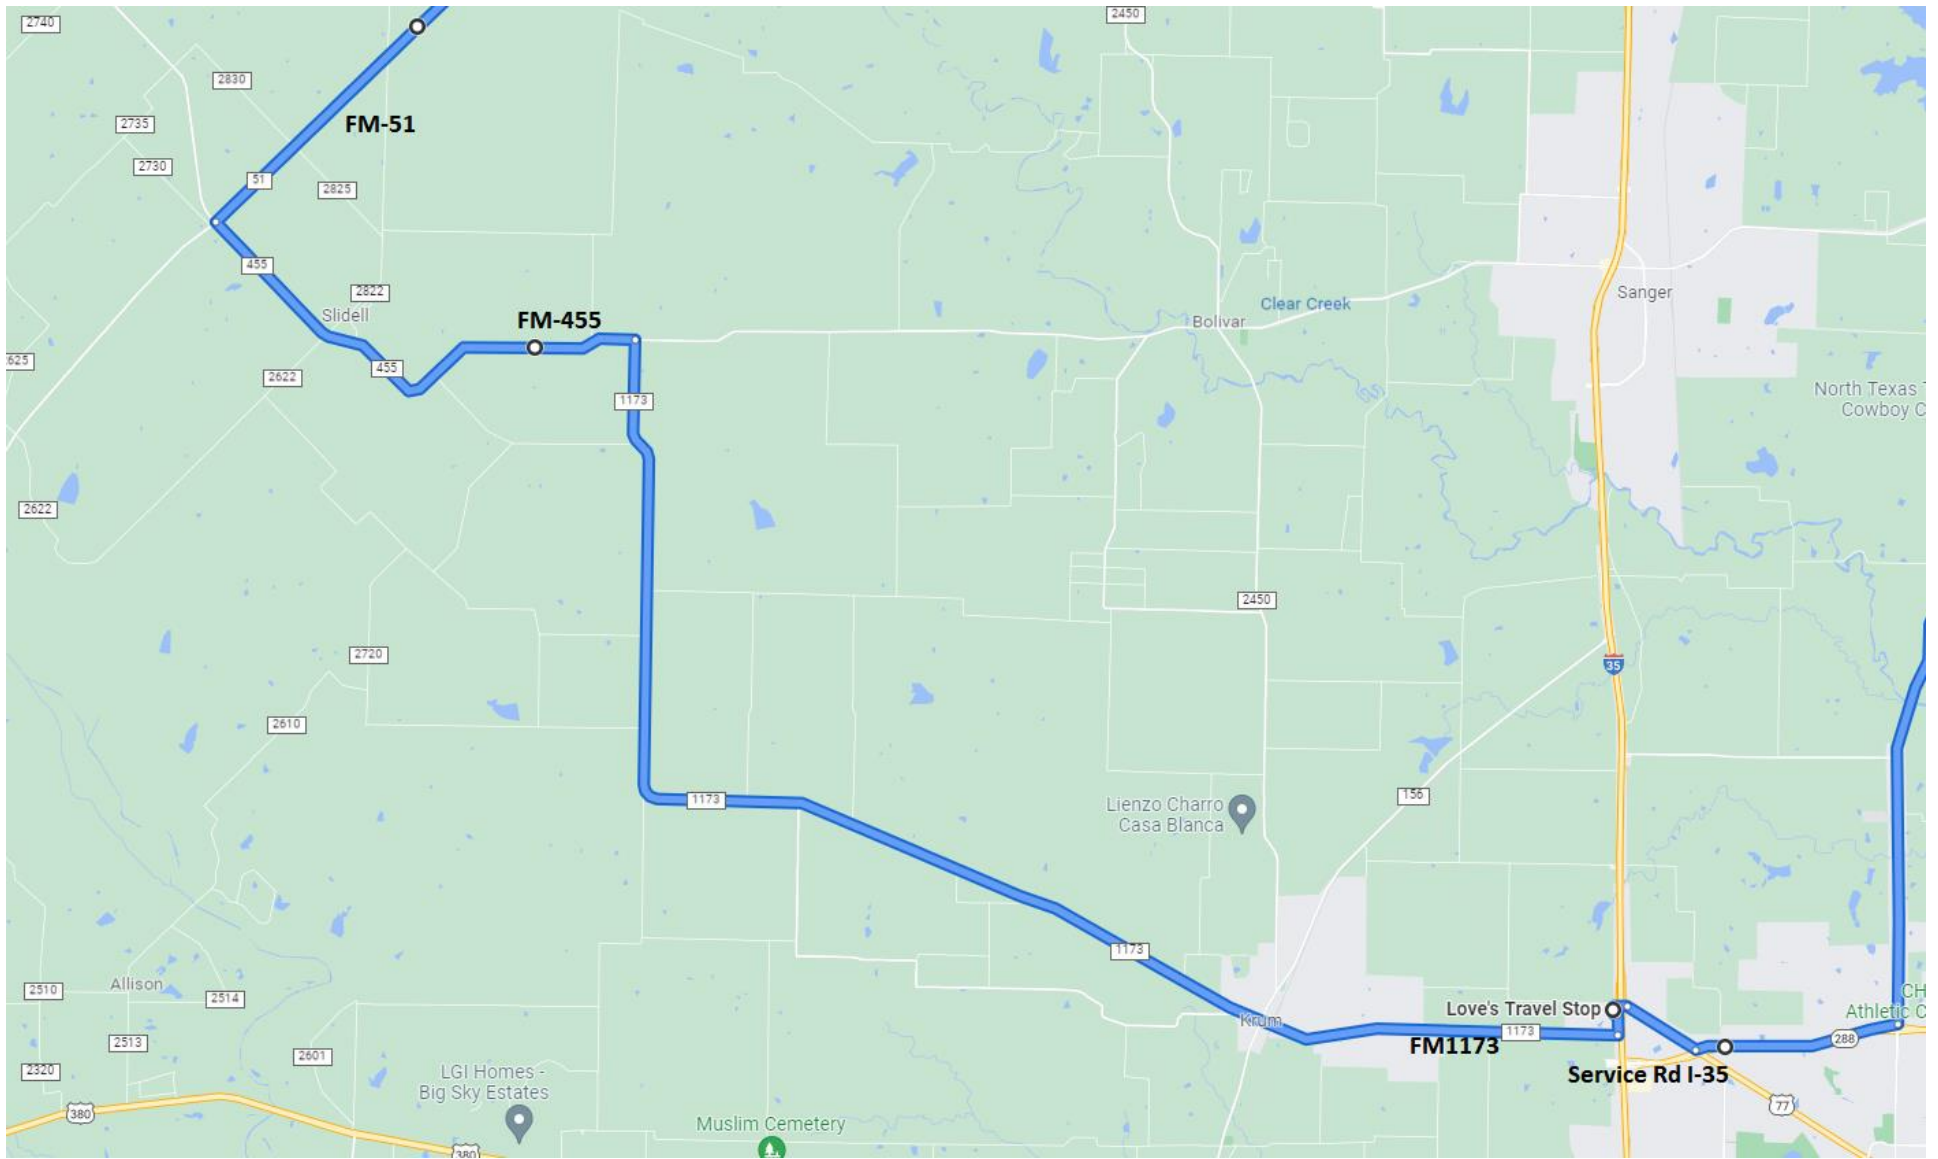 2740
2450
2830
FM-51
2735
2730
51
2825
455
2822
Slidell
FM-455
Clear Creek
Bolivar
Sanger
625
455
2622
1173
North Texas
Cowboy C
2622
2450
2720
35
2610
1173
156
Lienzo Charro
Casa Blanca
1173
Allison
2510
2514
CH
Athletic C
Love's Travel Stop
Krum
1173
288
FM1173
2513
2601
2320
LGI Homes -
Big Sky Estates
Service Rd I-35
380
77
Muslim Cemetery
380